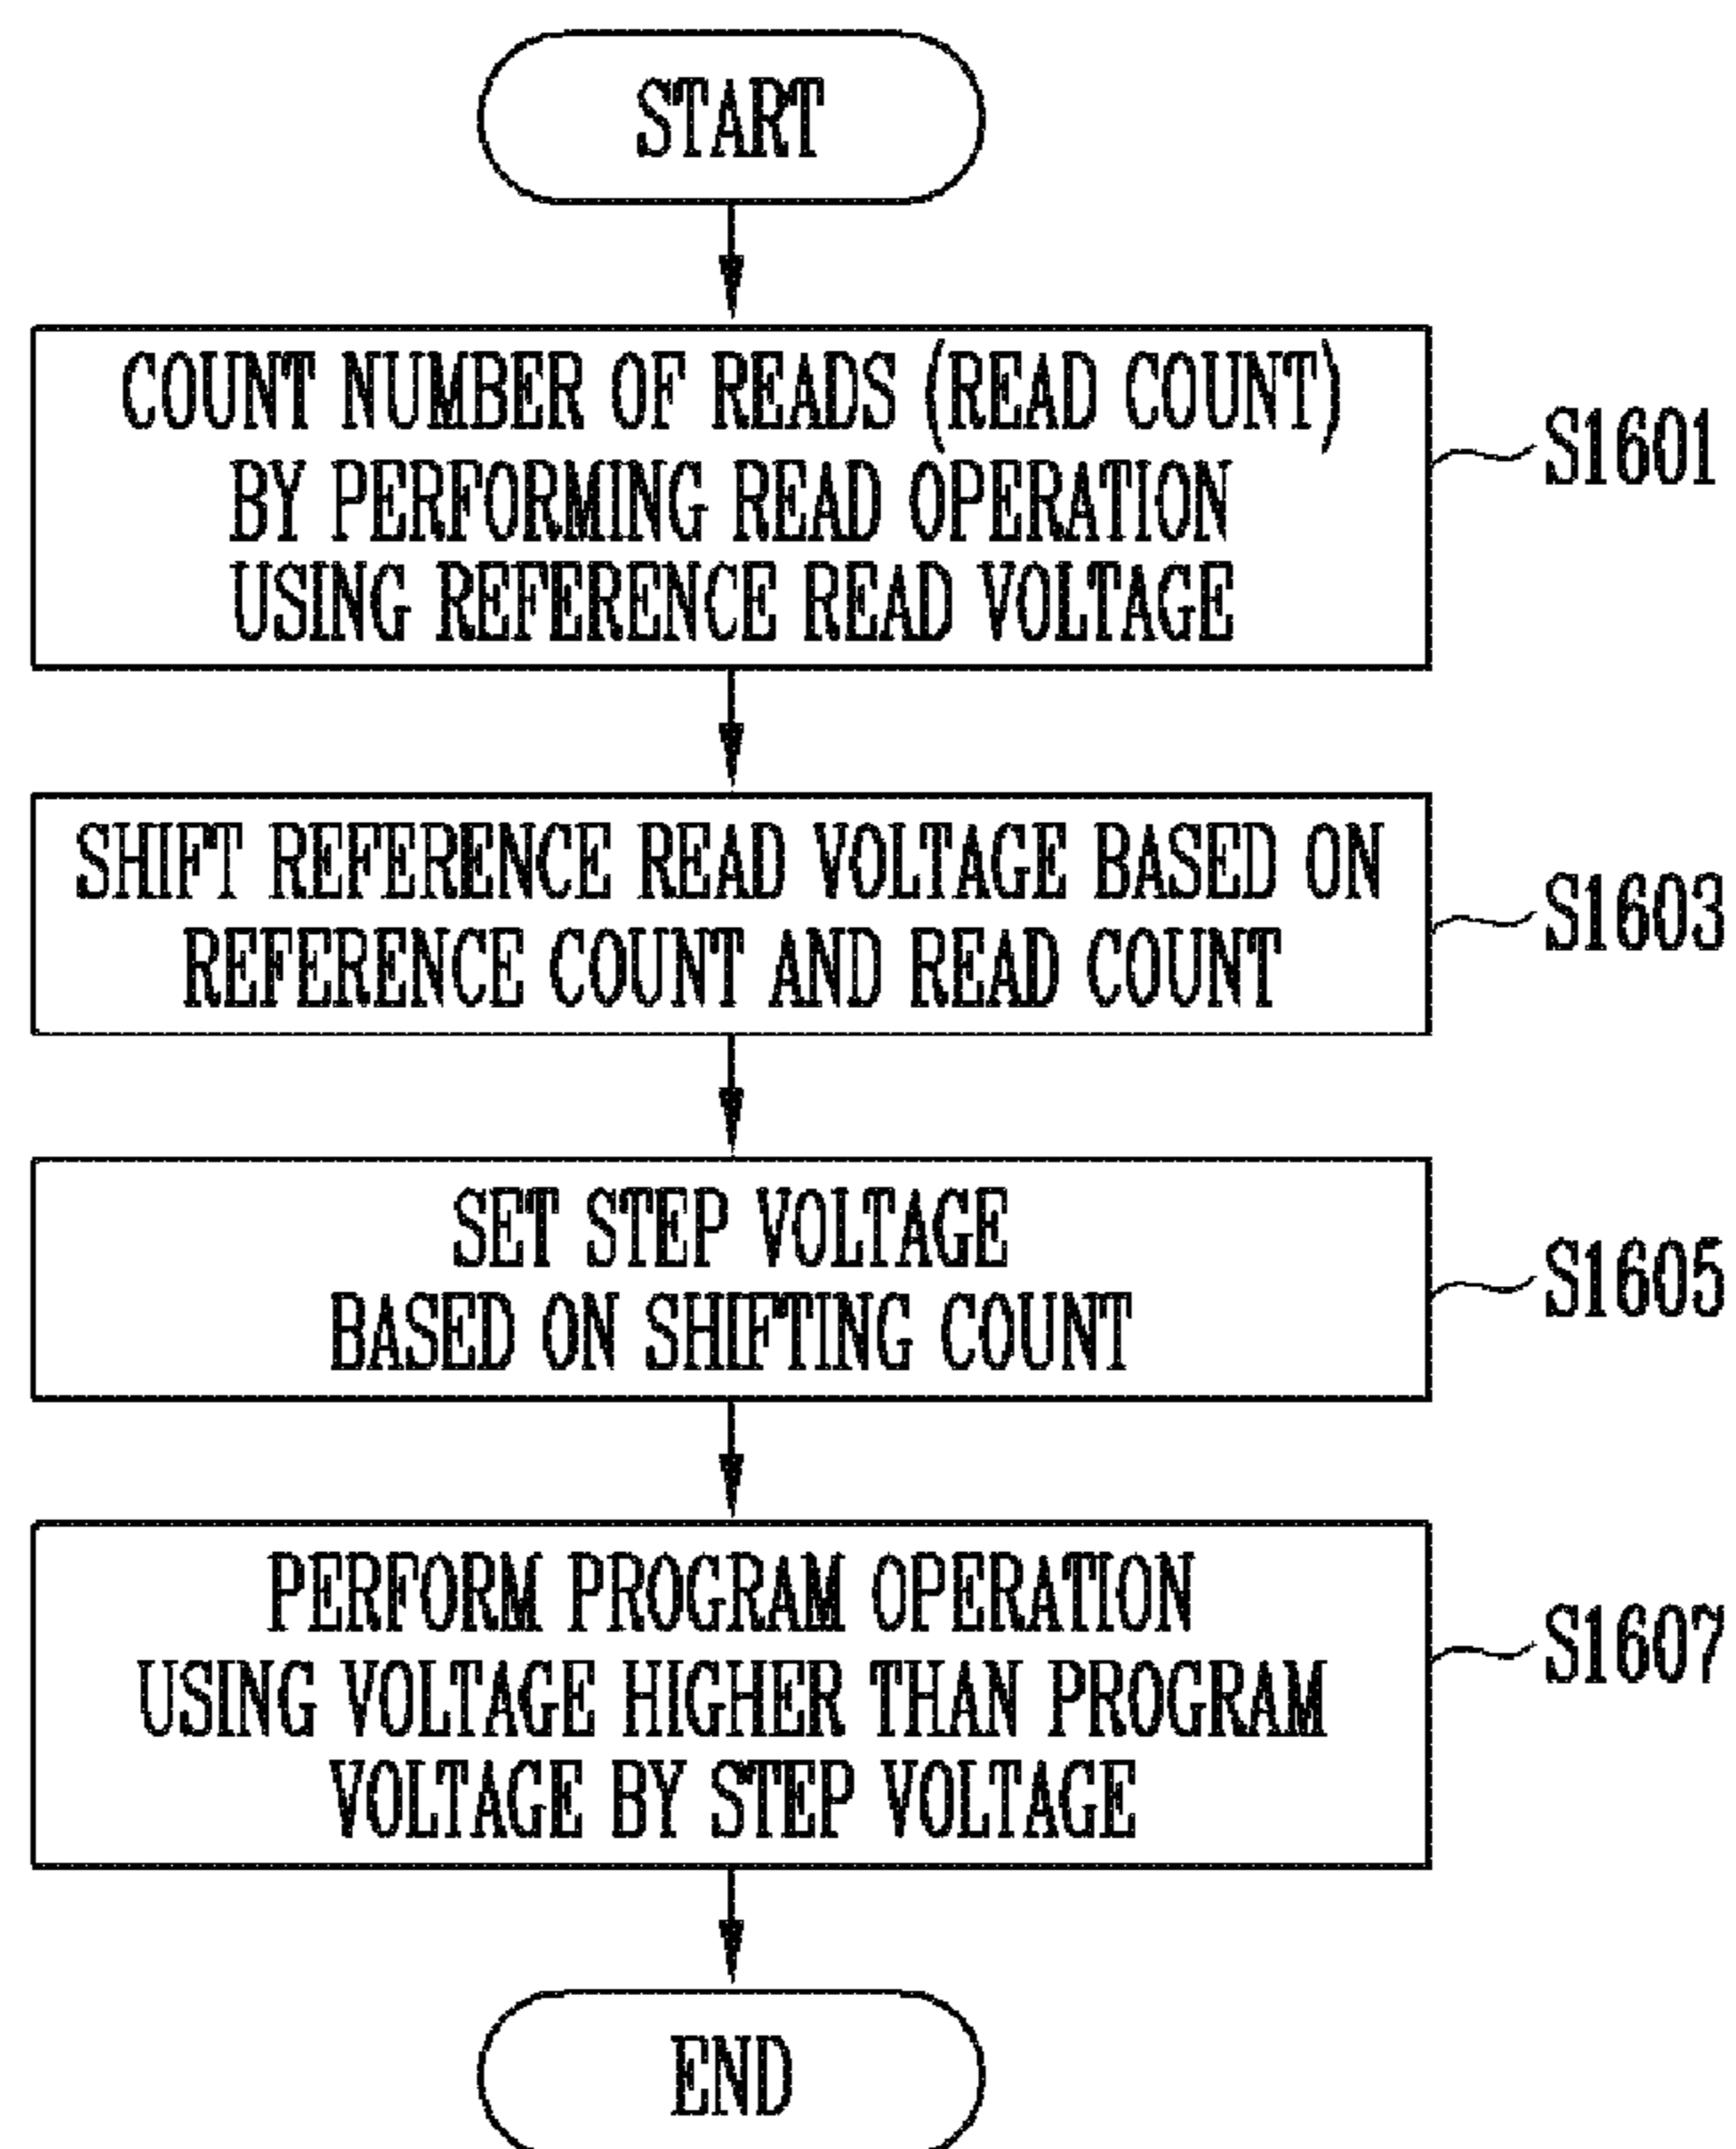 START
COUNT NUMBER OF READS (READ COUNT)
BY PERFORMING READ OPERATION
USING REFERENCE READ VOLTAGE
S1601
SHIFT REFERENCE READ VOLTAGE BASED ON
REFERENCE COUNT AND READ COUNT
S1603
SET STEP VOLTAGE
BASED ON SHIFTING COUNT
S1605
PERFORM PROGRAM OPERATION
USING VOLTAGE HIGHER THAN PROGRAM
VOLTAGE BY STEP VOLTAGE
S1607
END